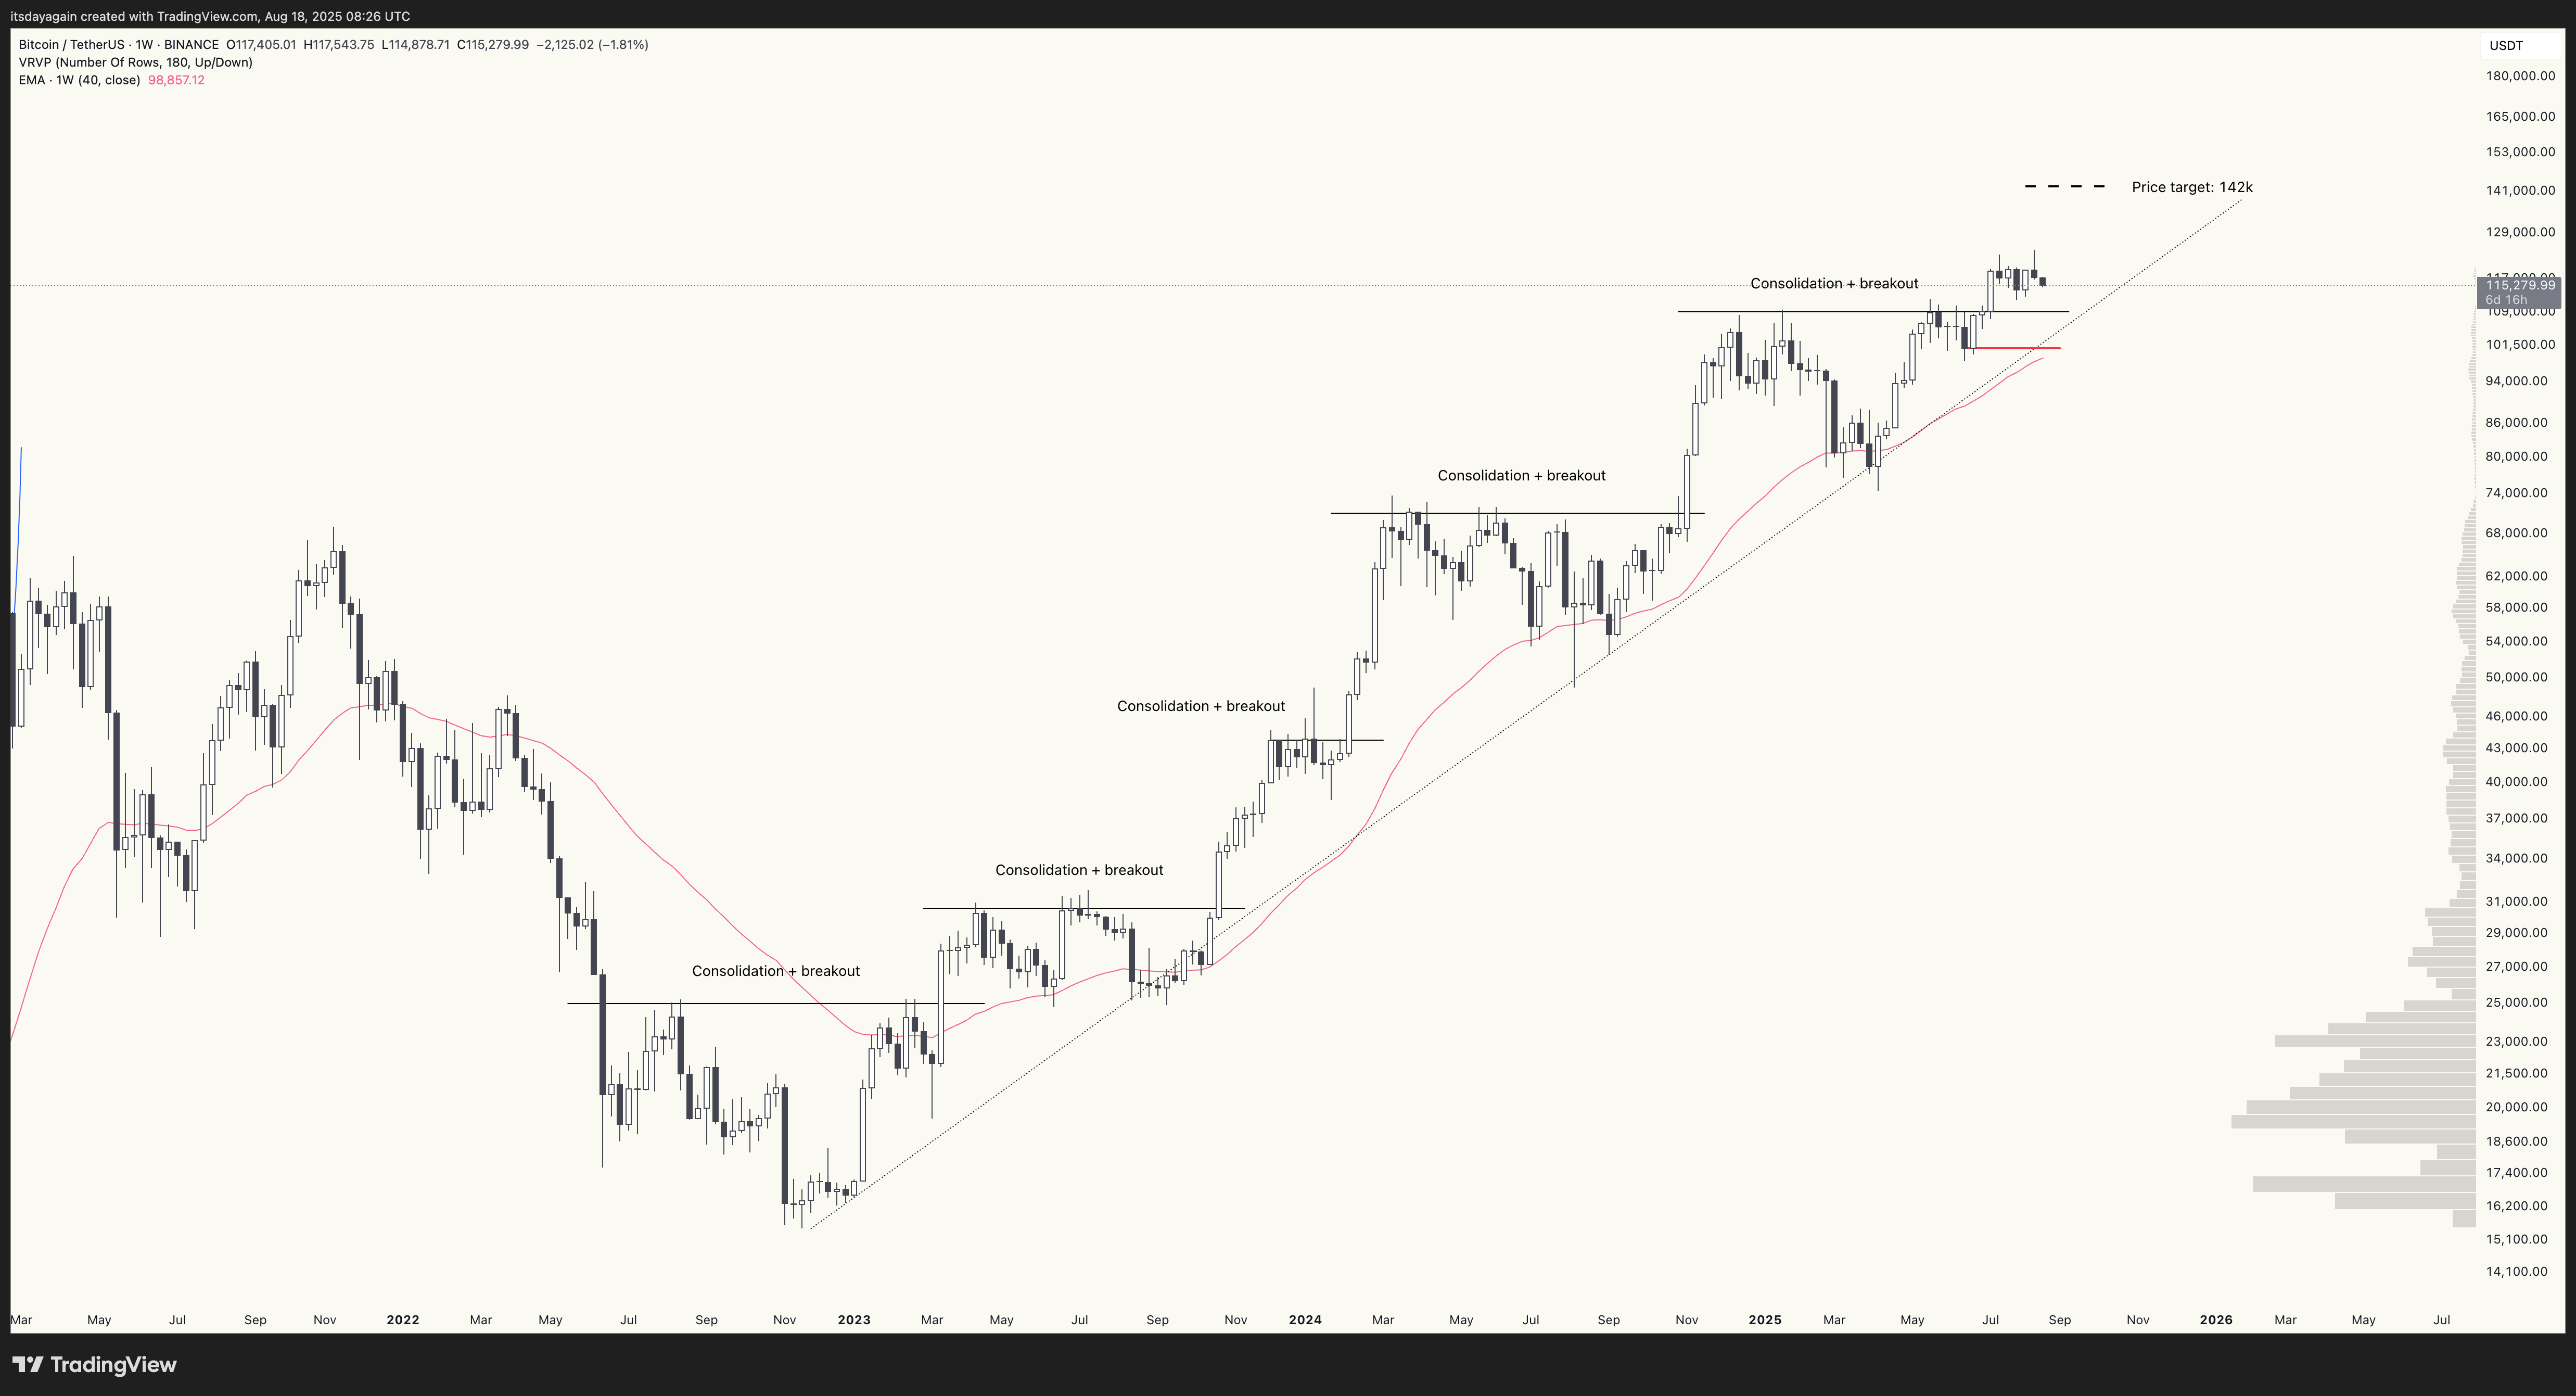 itsdayagain created with TradingView.com, Aug 18, 2025 08:26 UTC
Bitcoin / TetherUS · 1W · BINANCE O117,405.01 H117,543.75 L114,878.71 C115,279.99 −2,125.02 (−1.81%)
VRVP (Number Of Rows, 180, Up/Down)
EMA · 1W (40, close) 98,857.12
USDT
180,000.00
165,000.00
153,000.00
Price target: 142k
141,000.00
129,000.00
117,000.00
Consolidation + breakout
115,279.99
6d 16h
109,000.00
101,500.00
94,000.00
86,000.00
80,000.00
Consolidation + breakout
74,000.00
68,000.00
62,000.00
58,000.00
54,000.00
50,000.00
Consolidation + breakout
46,000.00
43,000.00
40,000.00
37,000.00
34,000.00
Consolidation + breakout
31,000.00
29,000.00
27,000.00
Consolidation + breakout
25,000.00
23,000.00
21,500.00
20,000.00
18,600.00
17,400.00
16,200.00
15,100.00
14,100.00
Mar May Jul Sep Nov 2022 Mar May Jul Sep Nov 2023 Mar May Jul Sep Nov 2024 Mar May Jul Sep Nov 2025 Mar May Jul Sep Nov 2026 Mar May Jul
TradingView